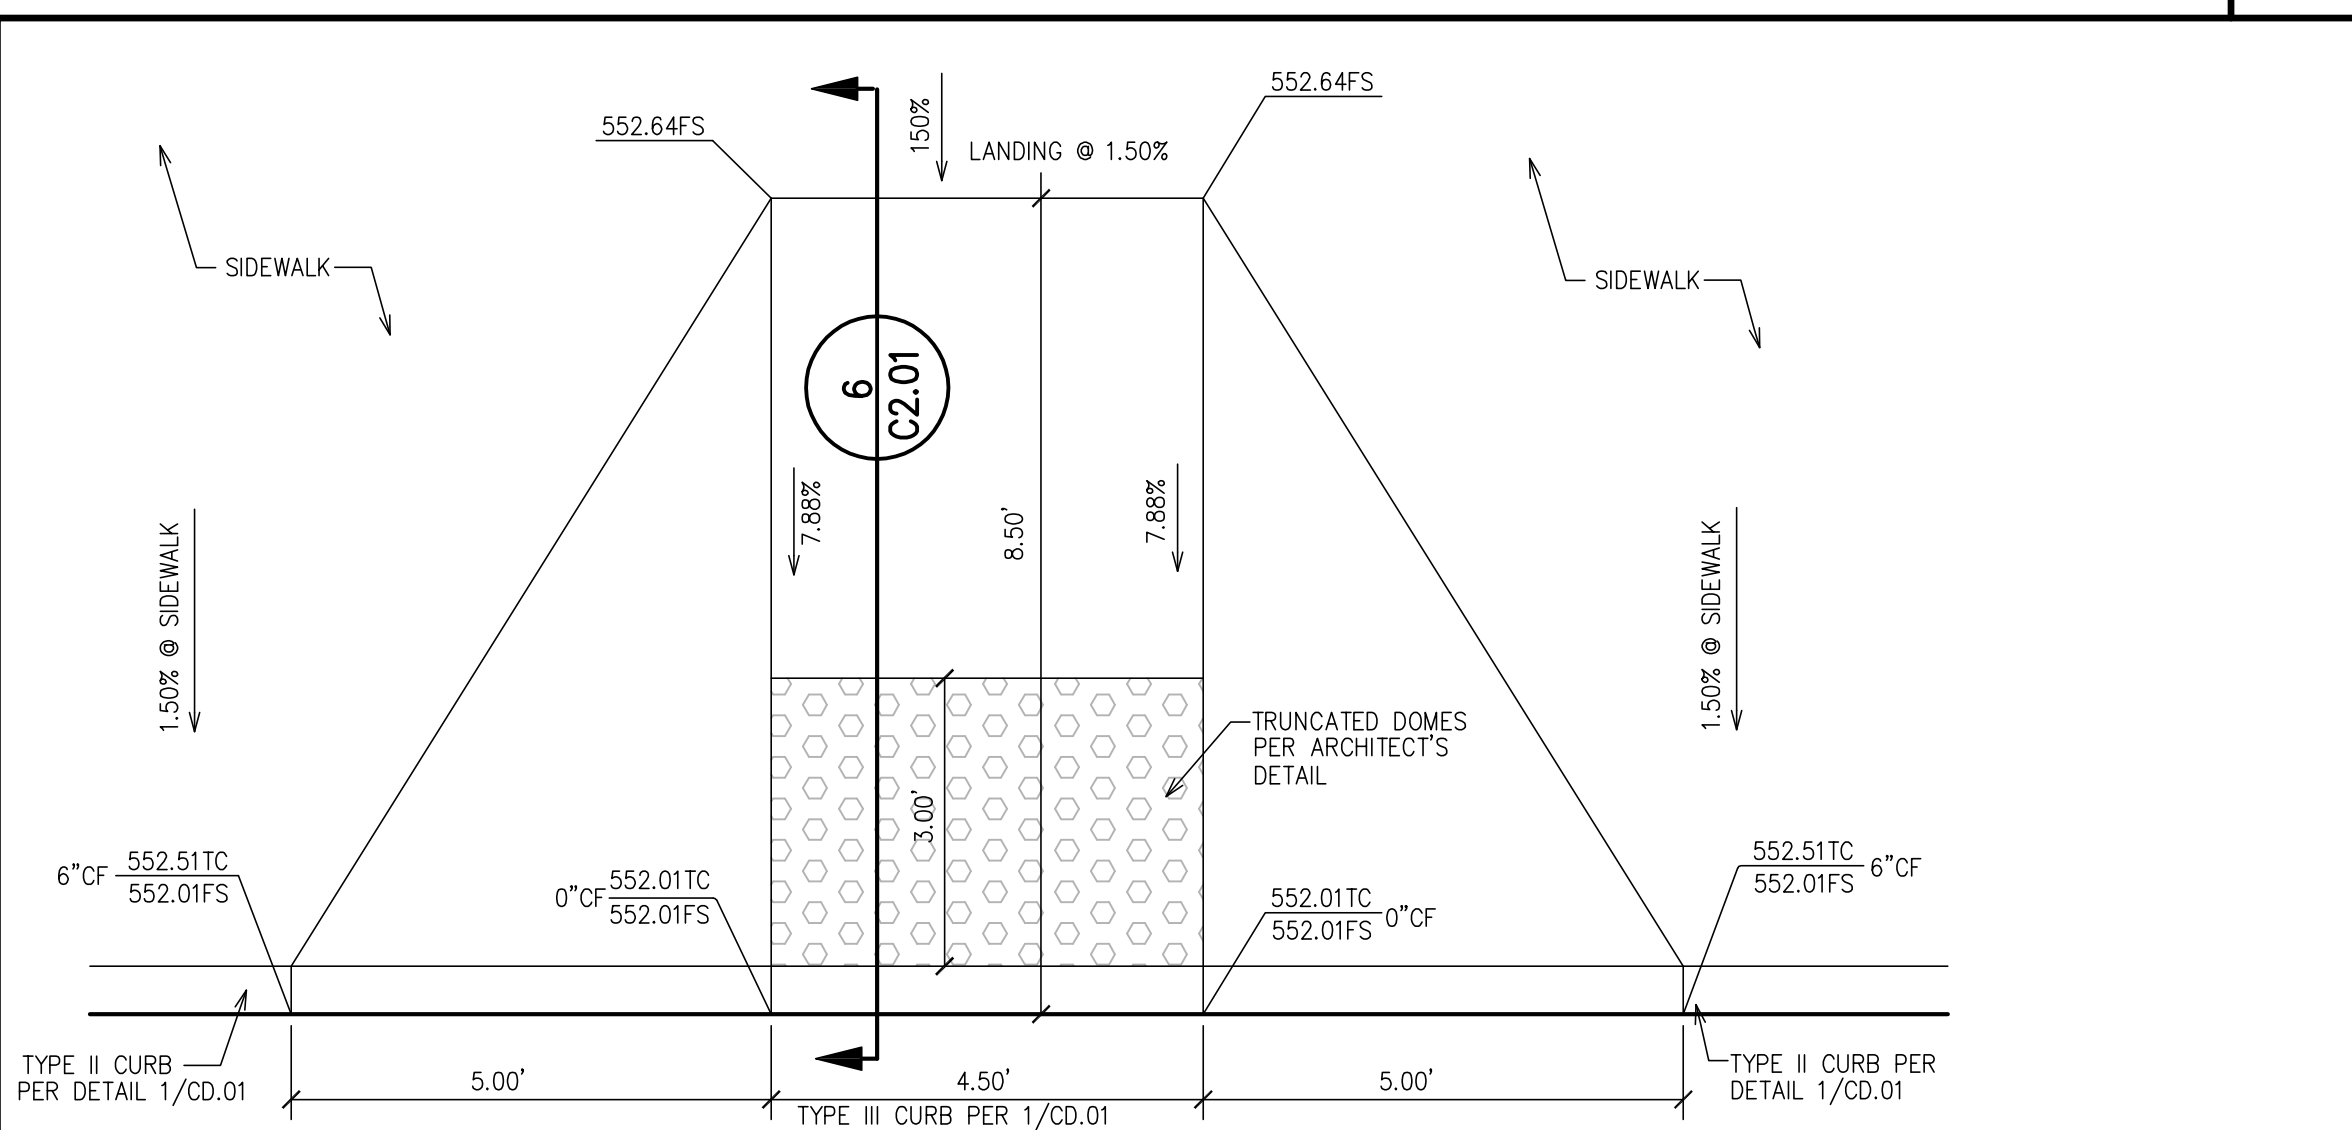 552.64FS
552.64FS
150%
LANDING @ 1.50%
SIDEWALK
SIDEWALK
6
C2.01
7.88%
7.88%
8.50'
1.50% @ SIDEWALK
1.50% @ SIDEWALK
TRUNCATED DOMES
PER ARCHITECT'S
DETAIL
3.00'
6"CF
552.51TC
552.01FS
0"CF
552.01TC
552.01FS
552.01TC
552.01FS
0"CF
552.51TC
552.01FS
6"CF
TYPE II CURB
PER DETAIL 1/CD.01
TYPE II CURB PER
DETAIL 1/CD.01
5.00'
4.50'
5.00'
TYPE III CURB PER 1/CD.01